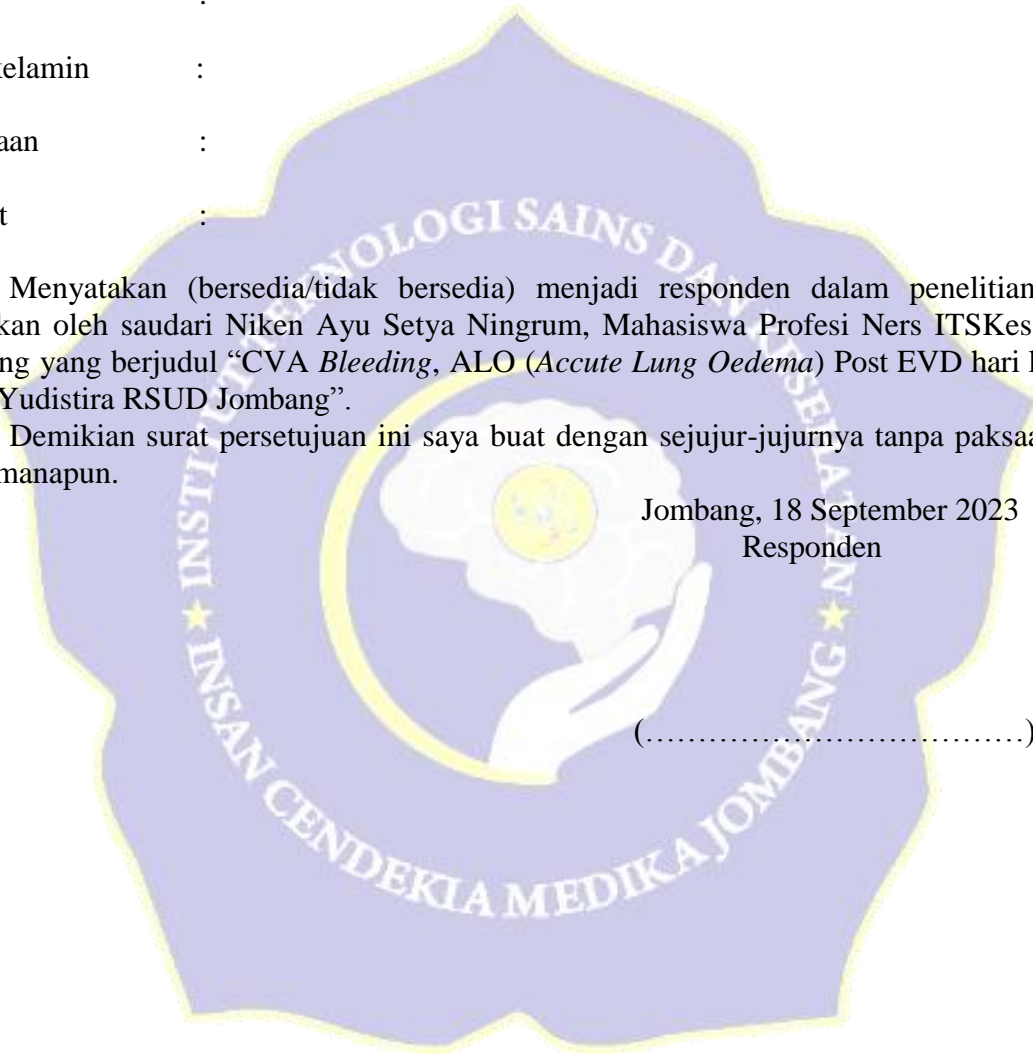 :
elamin :
aan :
t :
Menyatakan (bersedia/tidak bersedia) menjadi responden dalam penelitian
kan oleh saudari Niken Ayu Setya Ningrum, Mahasiswa Profesi Ners ITSKes
ng yang berjudul “CVA Bleeding, ALO (Accute Lung Oedema) Post EVD hari
Yudistira RSUD Jombang”.
Demikian surat persetujuan ini saya buat dengan sejujur-jujurnya tanpa paksaa
manapun.
Jombang, 18 September 2023
Responden
(………………………………)
INSTITUT TEKNOLOGI SAINS DAN KESEHATAN
INSAN CENDEKIA MEDIKA JOMBANG